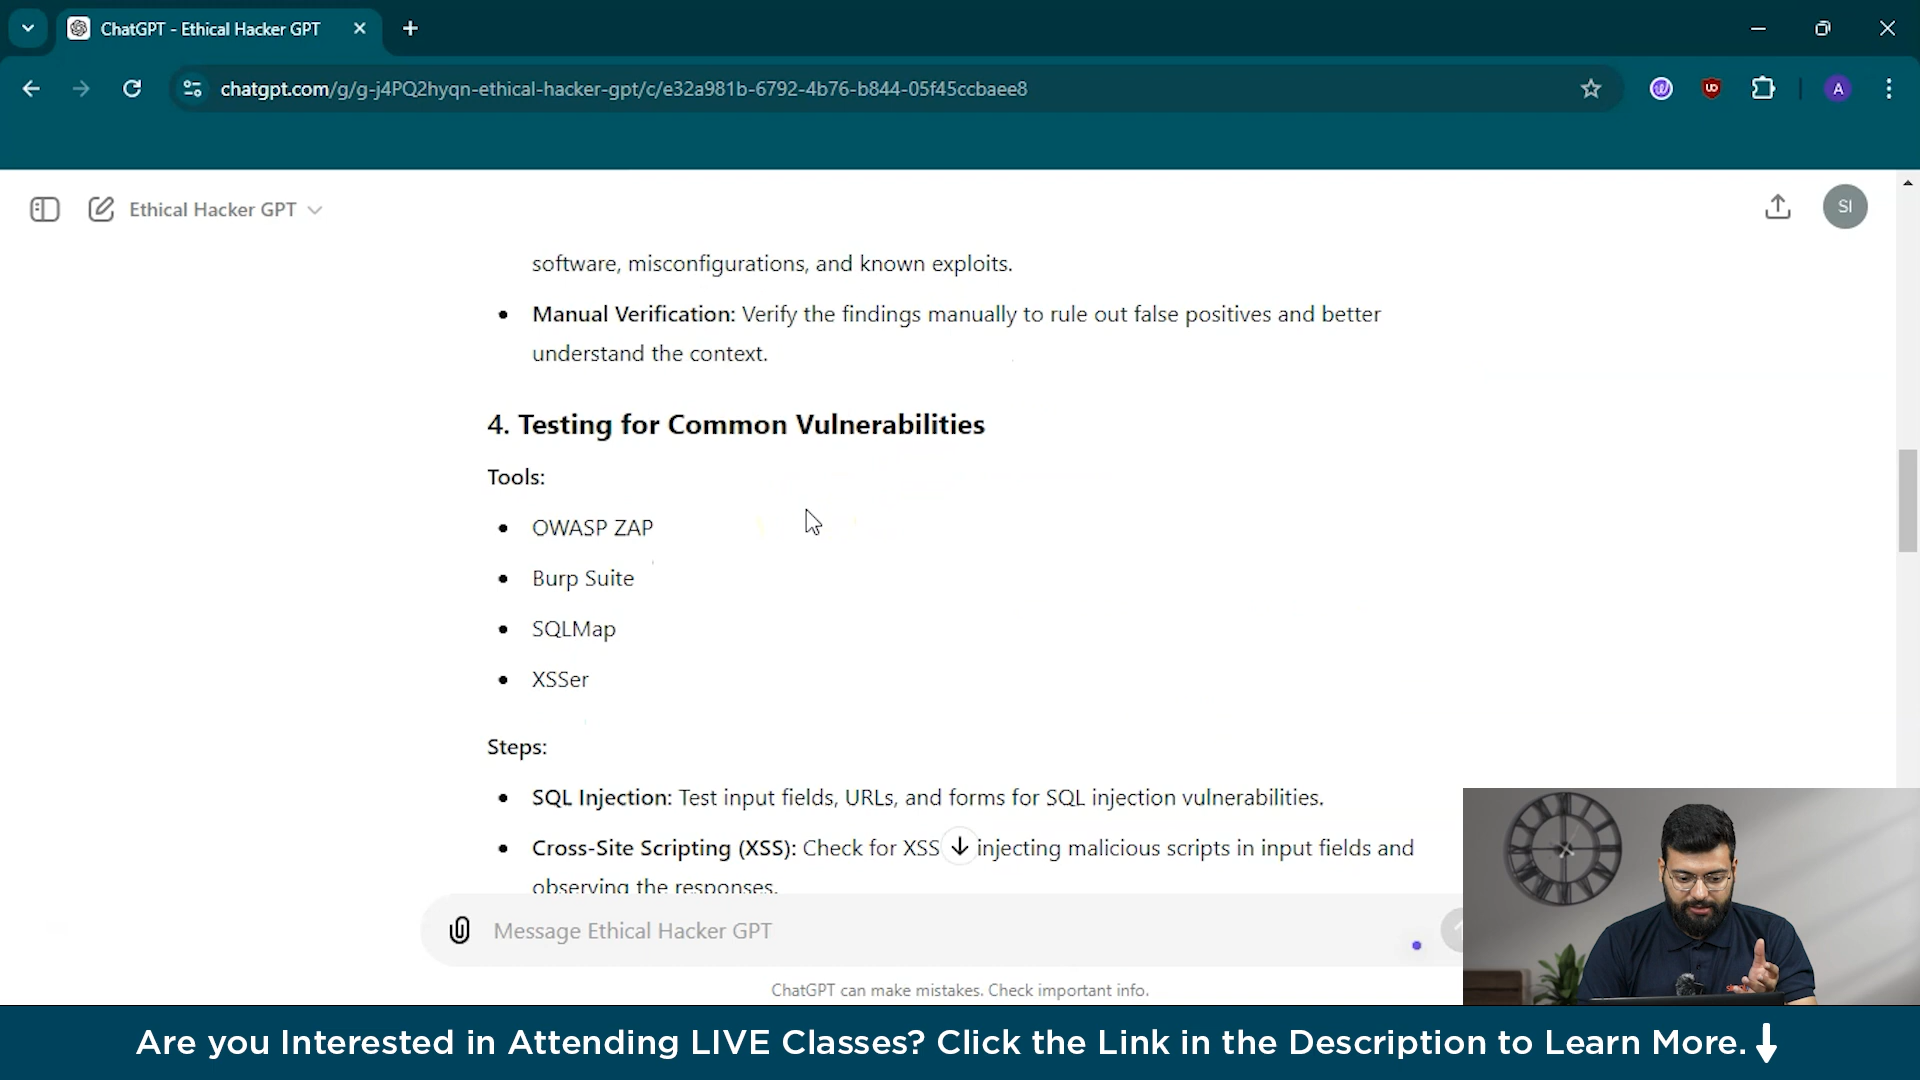 ChatGPT - Ethical Hacker GPT
chatgpt.com/g/g-j4PQ2hyqn-ethical-hacker-gpt/c/e32a981b-6792-4b76-b844-05f45ccbaee8
UD
A
Ethical Hacker GPT
SI
software, misconfigurations, and known exploits.
• Manual Verification: Verify the findings manually to rule out false positives and better
understand the context.
4. Testing for Common Vulnerabilities
Tools:
• OWASP ZAP
• Burp Suite
• SQLMap
• XSSer
Steps:
• SQL Injection: Test input fields, URLs, and forms for SQL injection vulnerabilities.
• Cross-Site Scripting (XSS): Check for XSS injecting malicious scripts in input fields and
observing the responses.
Message Ethical Hacker GPT
ChatGPT can make mistakes. Check important info.
Are you Interested in Attending LIVE Classes? Click the Link in the Description to Learn More.